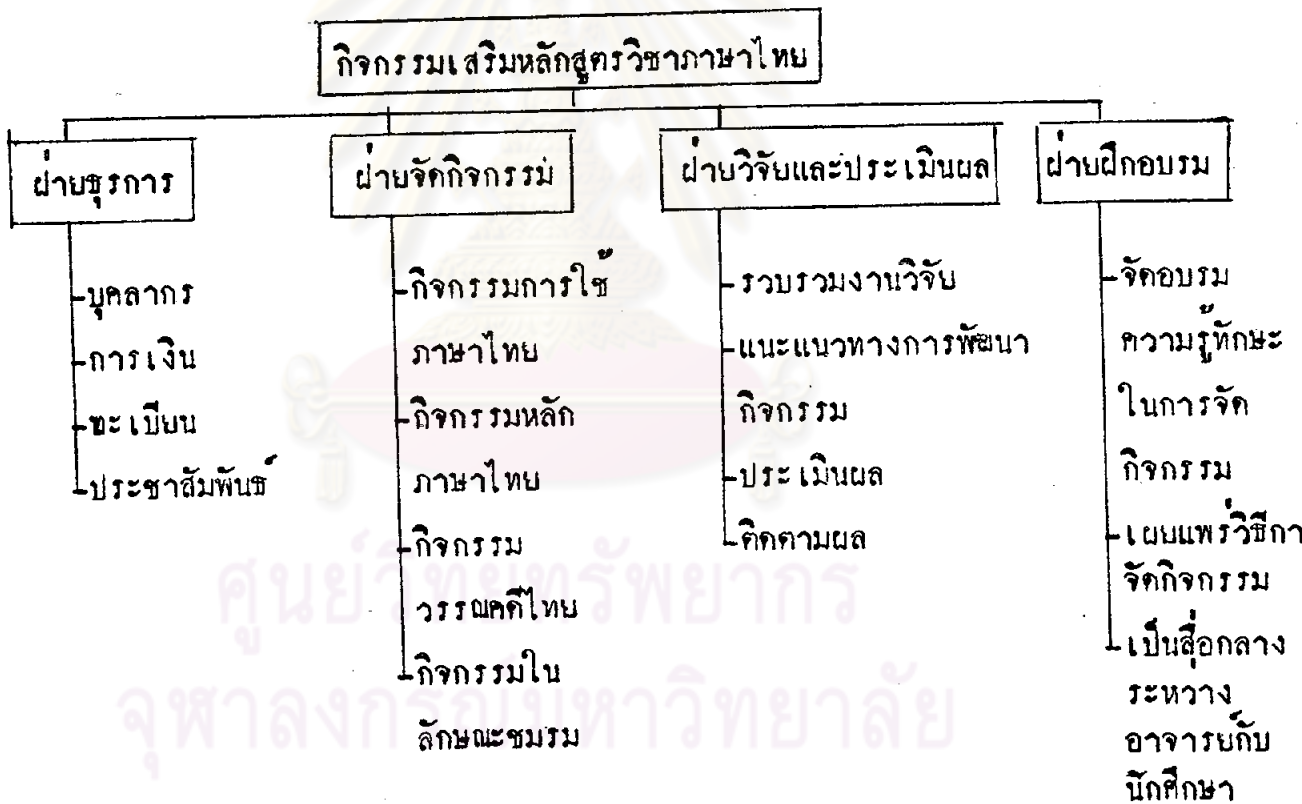 กิจกรรมเสริมหลักสูตรวิชาภาษาไทย
ฝ่ายธุรการ
-บุคลากร
-การเงิน
-ทะเบียน
-ประชาสัมพันธ์
ฝ่ายจัดกิจกรรม
-กิจกรรมการใช้
ภาษาไทย
-กิจกรรมหลัก
ภาษาไทย
-กิจกรรม
วรรณคดีไทย
-กิจกรรมใน
ลักษณะชมรม
ฝ่ายวิจัยและประเมินผล
-รวบรวมงานวิจัย
-แนะแนวทางการพัฒนา
กิจกรรม
-ประเมินผล
-ติดตามผล
ฝ่ายฝึกอบรม
-จัดอบรม
ความรู้ทักษะ
ในการจัด
กิจกรรม
-เผยแพร่วิธีกา
จัดกิจกรรม
-เป็นสื่อกลาง
ระหว่าง
อาจารย์กับ
นักศึกษา
ศูนย์วิทยทรัพยากร
จุฬาลงกรณ์มหาวิทยาลัย